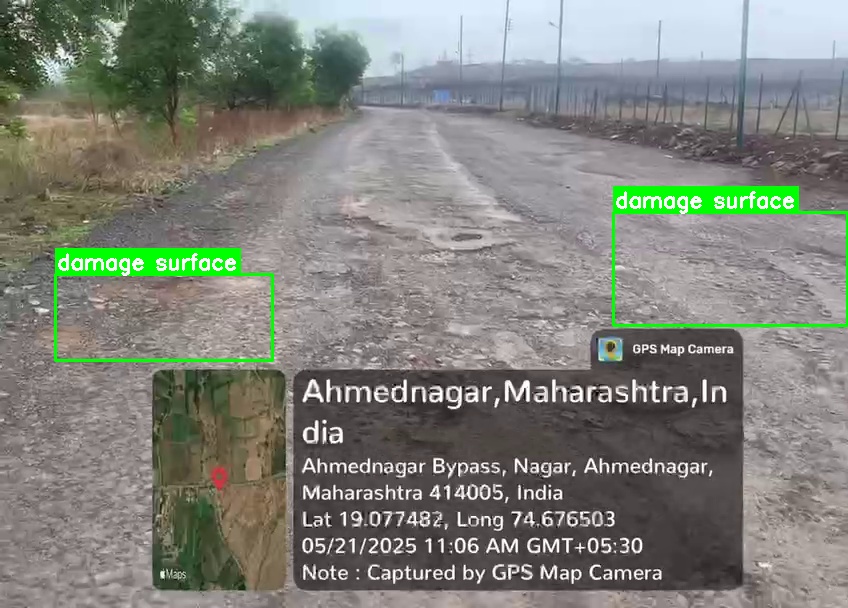 damage surface
damage surface
GPS Map Camera
Ahmednagar,Maharashtra,In
dia
Ahmednagar Bypass, Nagar, Ahmednagar,
Maharashtra 414005, India
Lat 19.077482, Long 74.676503
05/21/2025 11:06 AM GMT+05:30
Note : Captured by GPS Map Camera
Maps